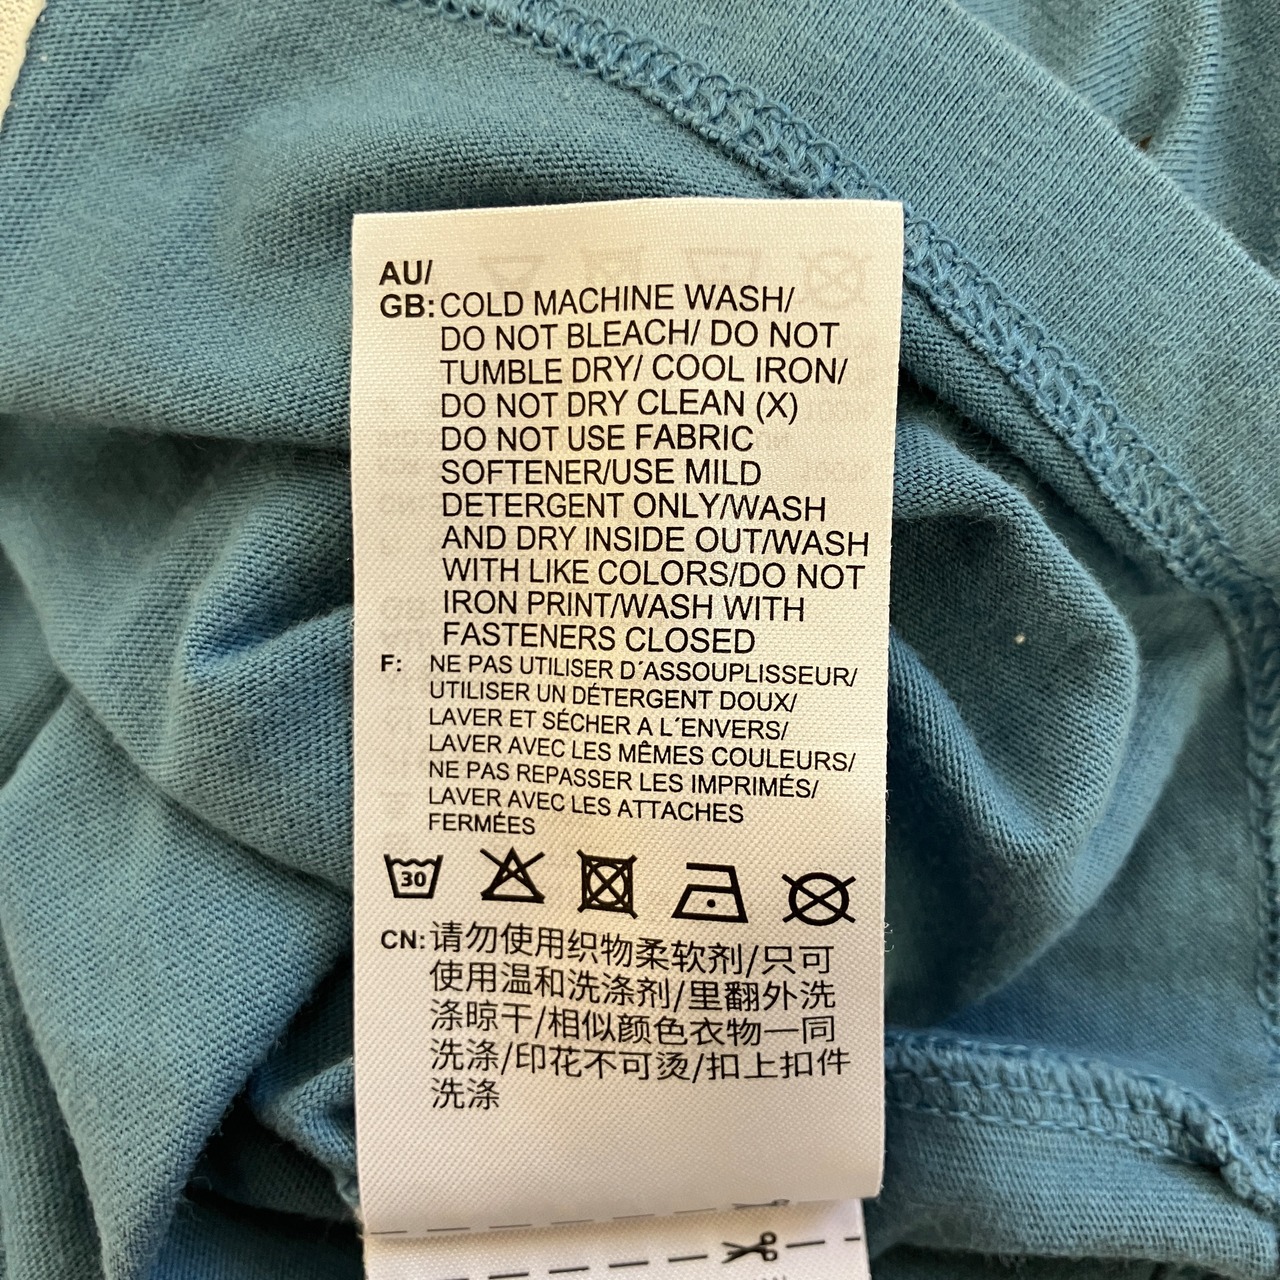 AU/
GB: COLD MACHINE WASH/
DO NOT BLEACH/ DO NOT
TUMBLE DRY/ COOL IRON/
DO NOT DRY CLEAN (X)
DO NOT USE FABRIC
SOFTENER/USE MILD
DETERGENT ONLY/WASH
AND DRY INSIDE OUT/WASH
WITH LIKE COLORS/DO NOT
IRON PRINT/WASH WITH
FASTENERS CLOSED
F: NE PAS UTILISER D´ASSOUPLISSEUR/
UTILISER UN DÉTERGENT DOUX/
LAVER ET SÉCHER A L´ENVERS/
LAVER AVEC LES MÊMES COULEURS/
NE PAS REPASSER LES IMPRIMÉS/
LAVER AVEC LES ATTACHES
FERMÉES
30
CN: 请勿使用织物柔软剂/只可
使用温和洗涤剂/里翻外洗
涤晾干/相似颜色衣物一同
洗涤/印花不可烫/扣上扣件
洗涤